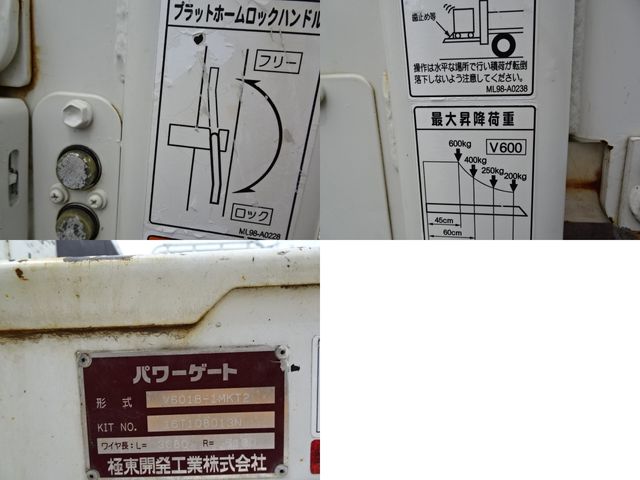 プラットホームロックハンドル
フリー
ロック
ML98-A0228
歯止め等
操作は水平な場所で行い積荷が転倒
落下しないよう注意してください。
ML98-A0238
最大昇降荷重
V600
600kg
400kg
250kg
200kg
45cm
60cm
パワーゲート
形 式 V601B-1MKT2
KIT NO.
ワイヤ長:L= R=
極東開発工業株式会社